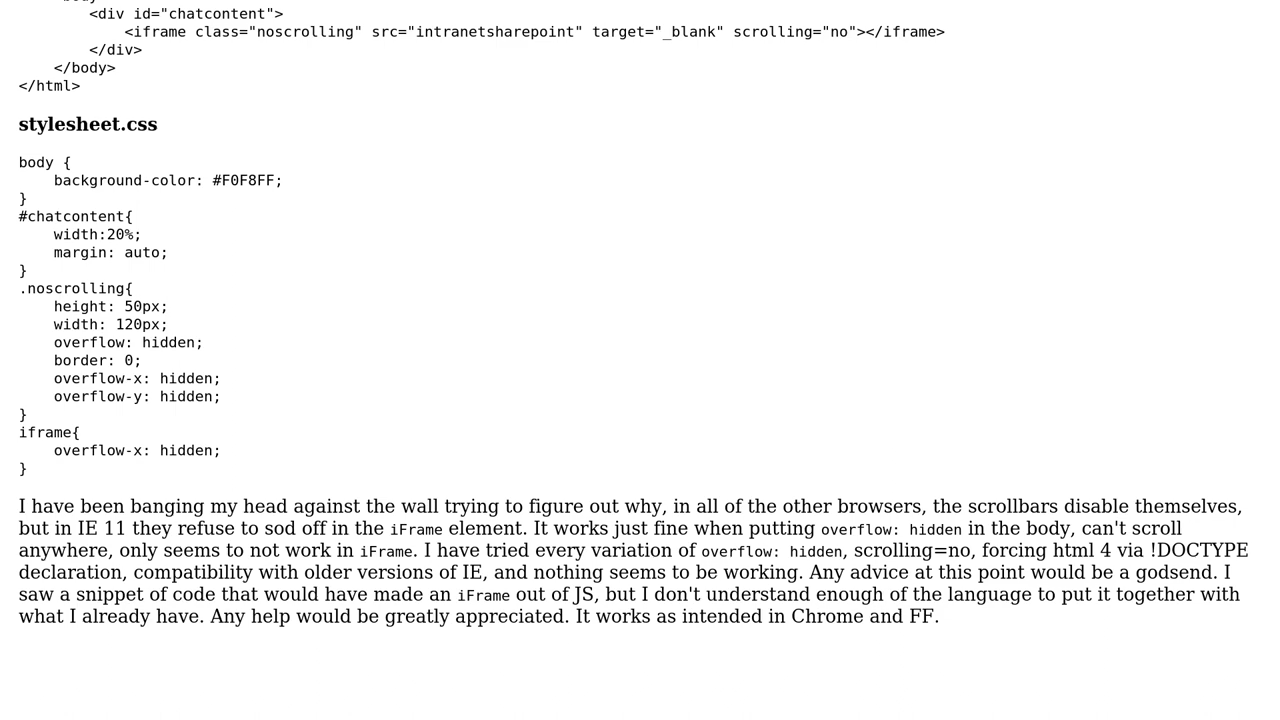 <div id="chatcontent">
<iframe class="noscrolling" src="intranetsharepoint" target="_blank" scrolling="no"></iframe>
</div>
</body>
</html>
stylesheet.css
body {
background-color: #F0F8FF;
}
#chatcontent{
width:20%;
margin: auto;
}
.noscrolling{
height: 50px;
width: 120px;
overflow: hidden;
border: 0;
overflow-x: hidden;
overflow-y: hidden;
}
iframe{
overflow-x: hidden;
}
I have been banging my head against the wall trying to figure out why, in all of the other browsers, the scrollbars disable themselves,
but in IE 11 they refuse to sod off in the iFrame element. It works just fine when putting overflow: hidden in the body, can't scroll
anywhere, only seems to not work in iFrame. I have tried every variation of overflow: hidden, scrolling=no, forcing html 4 via !DOCTYPE
declaration, compatibility with older versions of IE, and nothing seems to be working. Any advice at this point would be a godsend. I
saw a snippet of code that would have made an iFrame out of JS, but I don't understand enough of the language to put it together with
what I already have. Any help would be greatly appreciated. It works as intended in Chrome and FF.